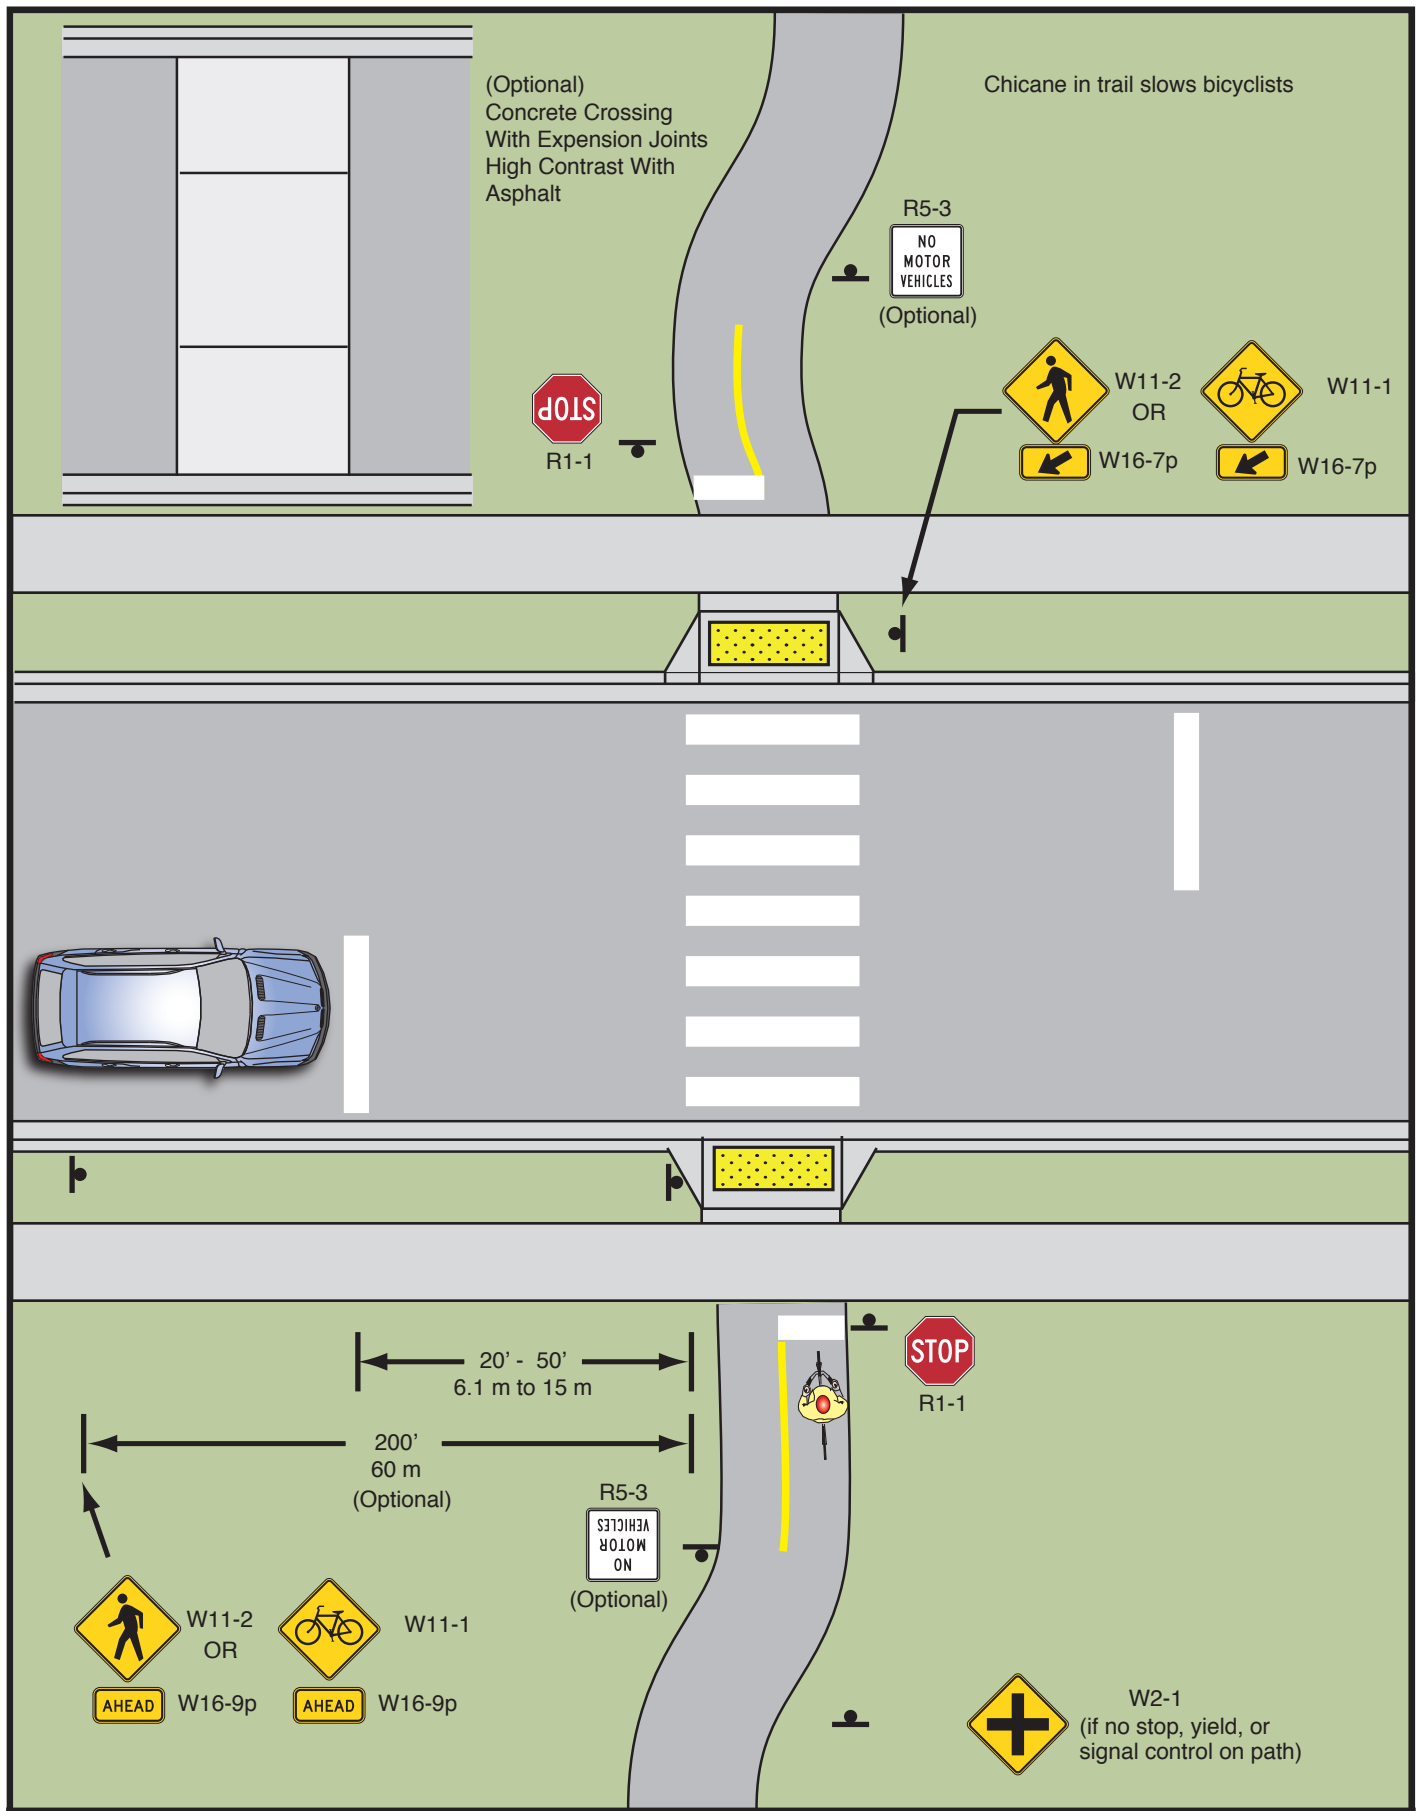 (Optional)
Concrete Crossing
With Expension Joints
High Contrast With
Asphalt
Chicane in trail slows bicyclists
R5-3
NO
MOTOR
VEHICLES
(Optional)
STOP
R1-1
W11-2
OR
W16-7p
W11-1
W16-7p
20' - 50'
6.1 m to 15 m
200'
60 m
(Optional)
STOP
R1-1
R5-3
NO
MOTOR
VEHICLES
(Optional)
W11-2
OR
AHEAD
W16-9p
W11-1
AHEAD
W16-9p
W2-1
(if no stop, yield, or
signal control on path)